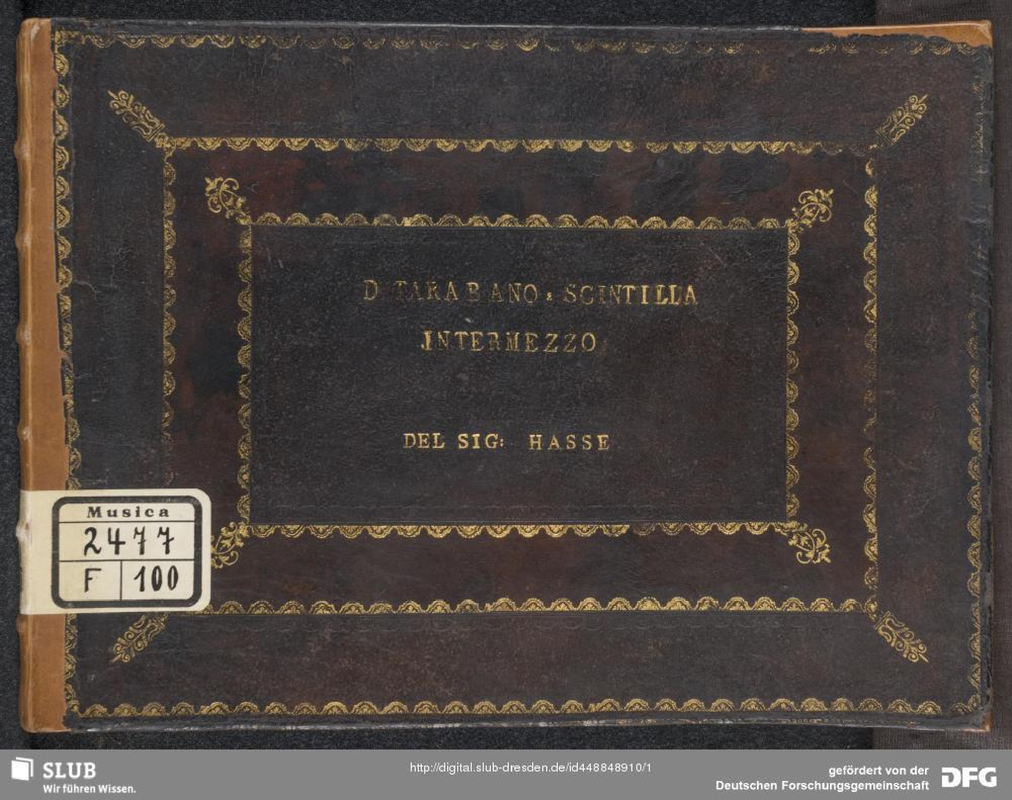 D TARABANO E SCINTILLA
INTERMEZZO
DEL SIG: HASSE
Musica
2477
F 100
SLUB
Wir führen Wissen.
http://digital.slub-dresden.de/id448848910/1
gefördert von der
Deutschen Forschungsgemeinschaft
DFG